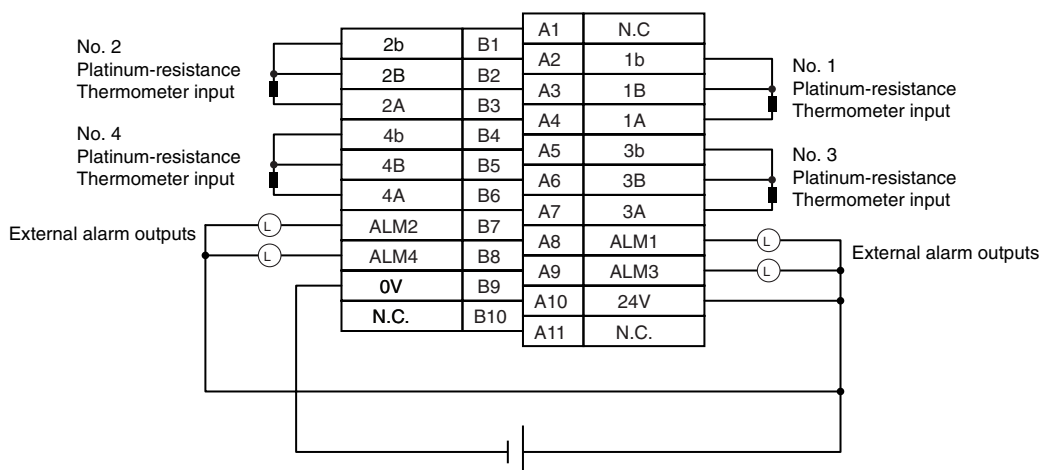 No. 2
Platinum-resistance
Thermometer input
No. 4
Platinum-resistance
Thermometer input
External alarm outputs
L
L
2b B1
2B B2
2A B3
4b B4
4B B5
4A B6
ALM2 B7
ALM4 B8
0V B9
N.C. B10
A1 N.C
A2 1b
A3 1B
A4 1A
A5 3b
A6 3B
A7 3A
A8 ALM1
A9 ALM3
A10 24V
A11 N.C.
No. 1
Platinum-resistance
Thermometer input
No. 3
Platinum-resistance
Thermometer input
L
L
External alarm outputs